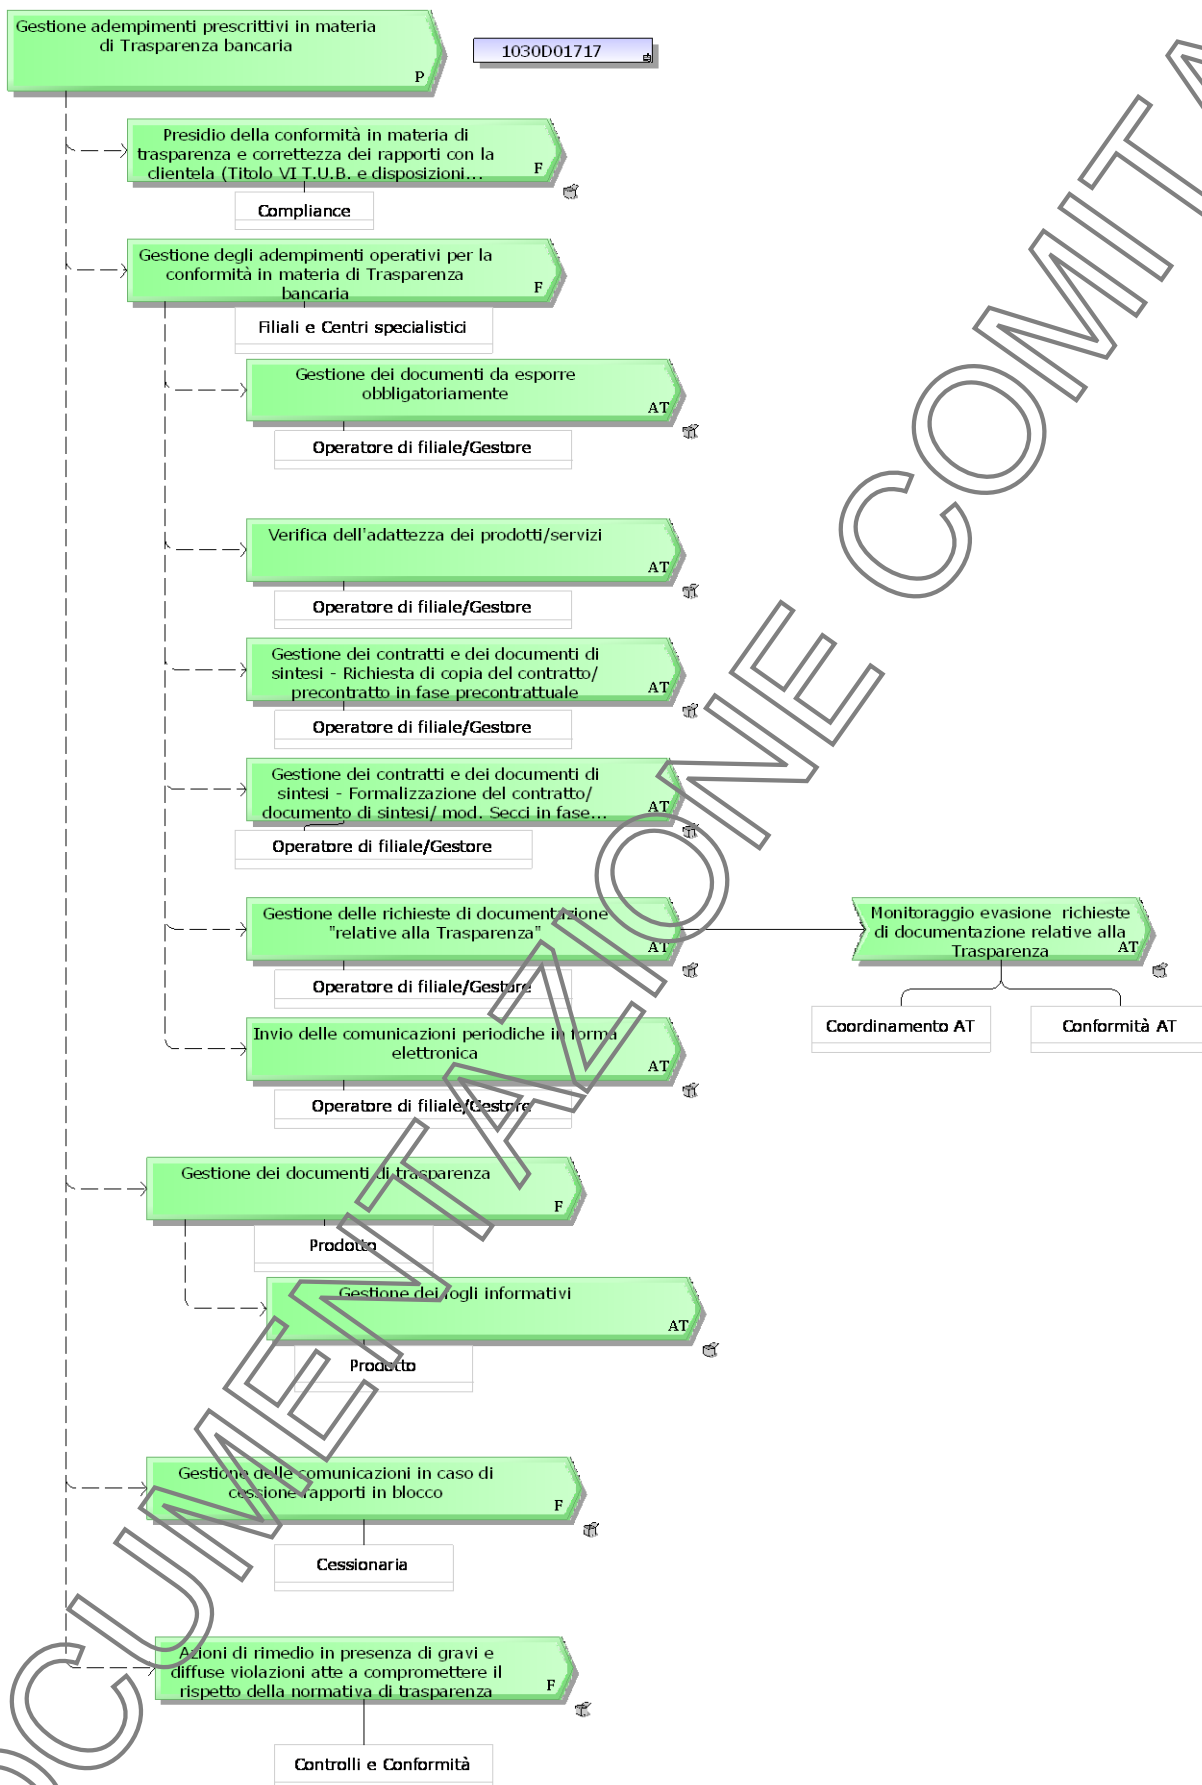 Gestione adempimenti prescrittivi in materia
di Trasparenza bancaria
P
1030D01717
Presidio della conformità in materia di
trasparenza e correttezza dei rapporti con la
clientela (Titolo VI T.U.B. e disposizioni...
F
Compliance
Gestione degli adempimenti operativi per la
conformità in materia di Trasparenza
bancaria
F
Filiali e Centri specialistici
Gestione dei documenti da esporre
obbligatoriamente
AT
Operatore di filiale/Gestore
Verifica dell'adattezza dei prodotti/servizi
AT
Operatore di filiale/Gestore
Gestione dei contratti e dei documenti di
sintesi - Richiesta di copia del contratto/
precontratto in fase precontrattuale
AT
Operatore di filiale/Gestore
Gestione dei contratti e dei documenti di
sintesi - Formalizzazione del contratto/
documento di sintesi/ mod. Secci in fase...
AT
Operatore di filiale/Gestore
Gestione delle richieste di documentazione
"relative alla Trasparenza"
AT
Operatore di filiale/Gestore
Monitoraggio evasione richieste
di documentazione relative alla
Trasparenza
AT
Coordinamento AT
Conformità AT
Invio delle comunicazioni periodiche in forma
elettronica
AT
Operatore di filiale/Gestore
Gestione dei documenti di trasparenza
F
Prodotto
Gestione dei fogli informativi
AT
Prodotto
Gestione delle comunicazioni in caso di
cessione rapporti in blocco
F
Cessionaria
Azioni di rimedio in presenza di gravi e
diffuse violazioni atte a compromettere il
rispetto della normativa di trasparenza
F
Controlli e Conformità
DOCUMENTAZIONE COMITA